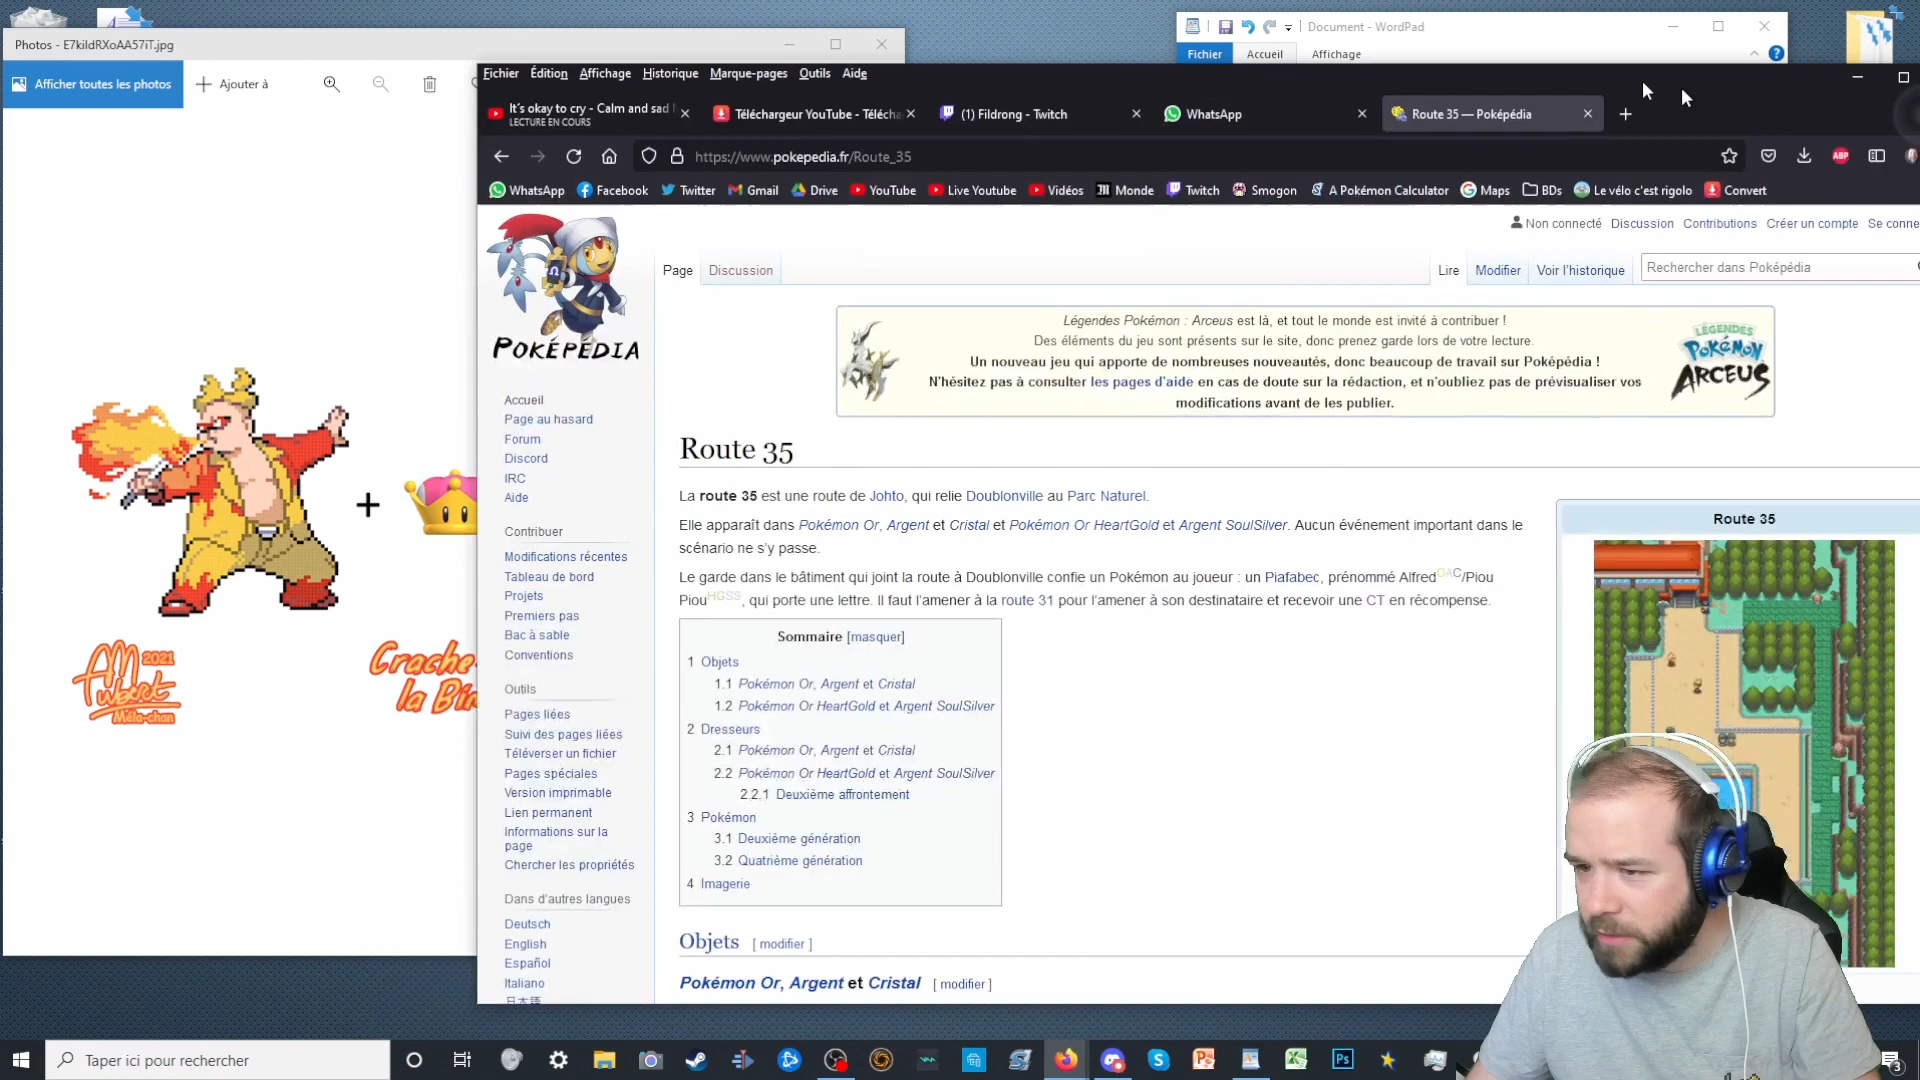 Photos - E7kiIdRXoAA57iT.jpg
Afficher toutes les photos
Ajouter à
2021
Méla-chan
Crache-
la Bin
Document - WordPad
Fichier
Accueil
Affichage
Fichier Édition Affichage Historique Marque-pages Outils Aide
It's okay to cry - Calm and sad
LECTURE EN COURS
Téléchargeur YouTube - Télécha
(1) Fildrong - Twitch
WhatsApp
Route 35 — Poképédia
https://www.pokepedia.fr/Route_35
WhatsApp Facebook Twitter Gmail Drive YouTube Live Youtube Vidéos Monde Twitch Smogon A Pokémon Calculator Maps BDs Le vélo c'est rigolo Convert
Non connecté Discussion Contributions Créer un compte Se conne
Page Discussion
Lire Modifier Voir l'historique
Rechercher dans Poképédia
POKÉPÉDIA
Légendes Pokémon : Arceus est là, et tout le monde est invité à contribuer !
Des éléments du jeu sont présents sur le site, donc prenez garde lors de votre lecture.
Un nouveau jeu qui apporte de nombreuses nouveautés, donc beaucoup de travail sur Poképédia !
N'hésitez pas à consulter les pages d'aide en cas de doute sur la rédaction, et n'oubliez pas de prévisualiser vos
modifications avant de les publier.
LÉGENDES
POKÉMON
ARCEUS
Accueil
Page au hasard
Forum
Discord
IRC
Aide
Contribuer
Modifications récentes
Tableau de bord
Projets
Premiers pas
Bac à sable
Conventions
Outils
Pages liées
Suivi des pages liées
Téléverser un fichier
Pages spéciales
Version imprimable
Lien permanent
Informations sur la
page
Chercher les propriétés
Dans d'autres langues
Deutsch
English
Español
Italiano
日本語
Route 35
La route 35 est une route de Johto, qui relie Doublonville au Parc Naturel.
Elle apparaît dans Pokémon Or, Argent et Cristal et Pokémon Or HeartGold et Argent SoulSilver. Aucun événement important dans le
scénario ne s'y passe.
Le garde dans le bâtiment qui joint la route à Doublonville confie un Pokémon au joueur : un Piafabec, prénommé AlfredOAC/Piou
PiouHGSS, qui porte une lettre. Il faut l'amener à la route 31 pour l'amener à son destinataire et recevoir une CT en récompense.
Sommaire [masquer]
1 Objets
1.1 Pokémon Or, Argent et Cristal
1.2 Pokémon Or HeartGold et Argent SoulSilver
2 Dresseurs
2.1 Pokémon Or, Argent et Cristal
2.2 Pokémon Or HeartGold et Argent SoulSilver
2.2.1 Deuxième affrontement
3 Pokémon
3.1 Deuxième génération
3.2 Quatrième génération
4 Imagerie
Objets [ modifier ]
Pokémon Or, Argent et Cristal [ modifier ]
Route 35
Taper ici pour rechercher
3